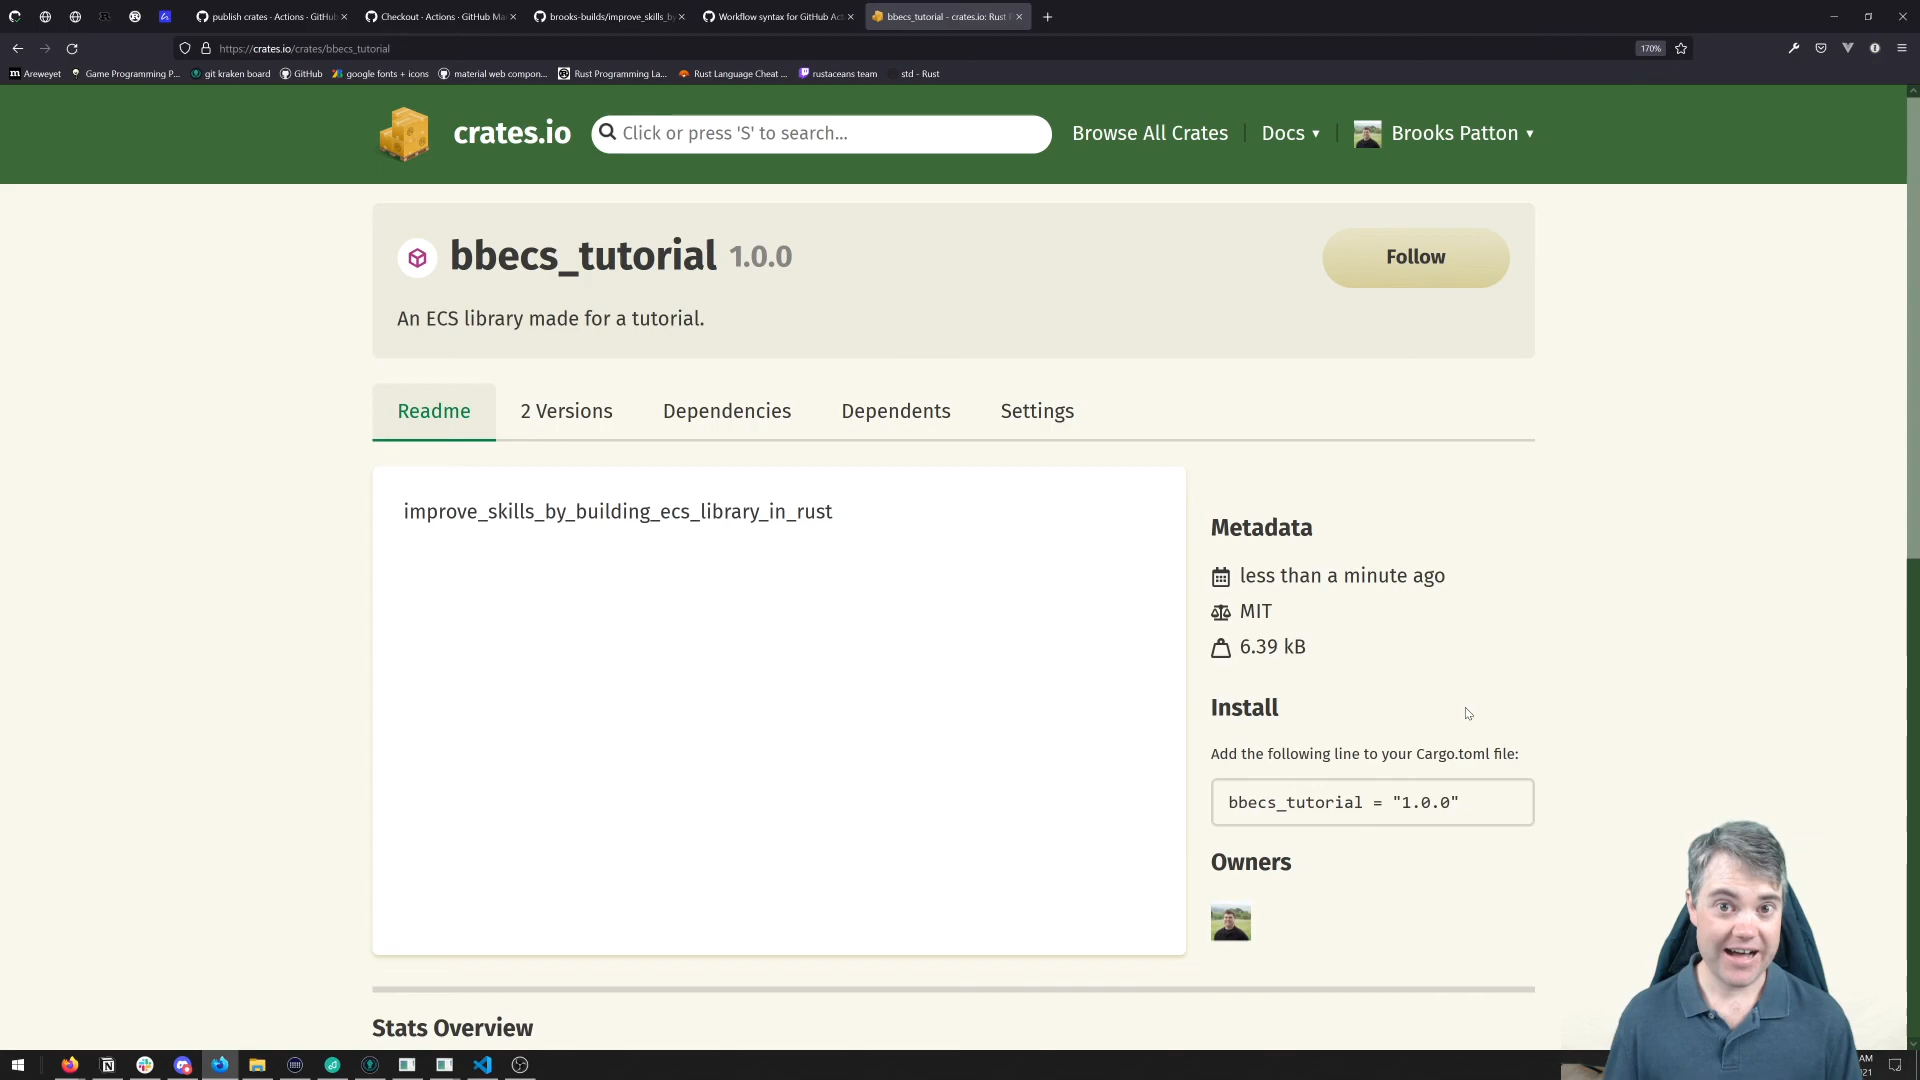 publish crates · Actions · GitHub
Checkout · Actions · GitHub Ma
brooks-builds/improve_skills_by
Workflow syntax for GitHub Ac
bbecs_tutorial - crates.io: Rust P
https://crates.io/crates/bbecs_tutorial
170%
Areweyet
Game Programming P...
git kraken board
GitHub
google fonts + icons
material web compon...
Rust Programming La...
Rust Language Cheat ...
rustaceans team
std - Rust
crates.io
Click or press 'S' to search...
Browse All Crates
Docs ▾
Brooks Patton ▾
bbecs_tutorial 1.0.0
Follow
An ECS library made for a tutorial.
Readme
2 Versions
Dependencies
Dependents
Settings
improve_skills_by_building_ecs_library_in_rust
Metadata
less than a minute ago
MIT
6.39 kB
Install
Add the following line to your Cargo.toml file:
bbecs_tutorial = "1.0.0"
Owners
Stats Overview
AM
21